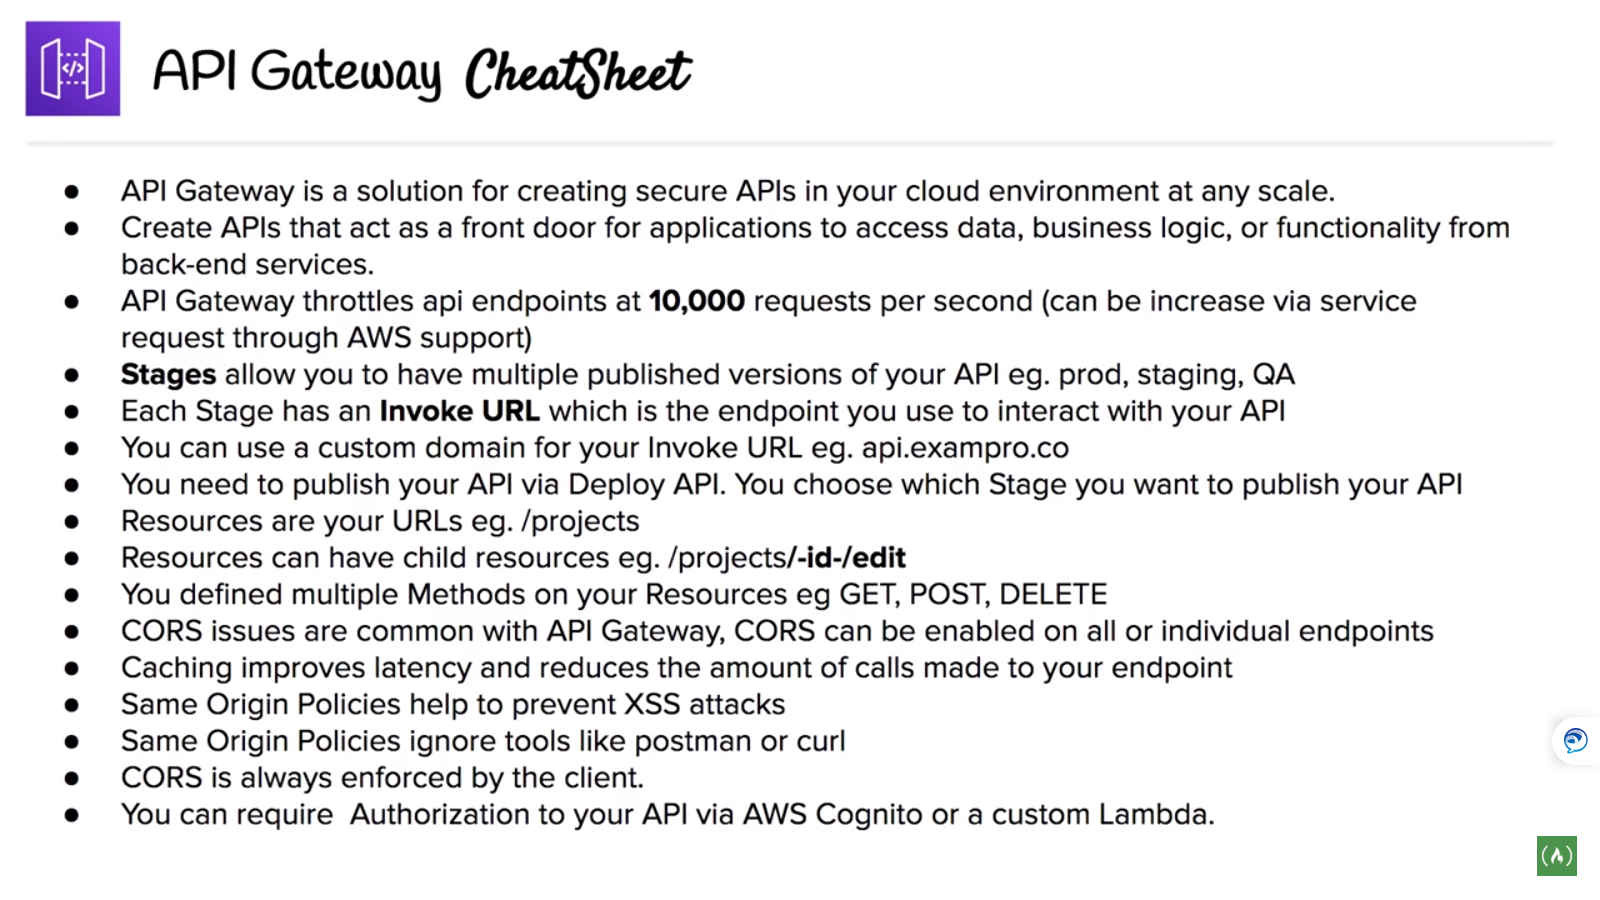 </>
API Gateway CheatSheet
● API Gateway is a solution for creating secure APIs in your cloud environment at any scale.
● Create APIs that act as a front door for applications to access data, business logic, or functionality from
back-end services.
● API Gateway throttles api endpoints at 10,000 requests per second (can be increase via service
request through AWS support)
● Stages allow you to have multiple published versions of your API eg. prod, staging, QA
● Each Stage has an Invoke URL which is the endpoint you use to interact with your API
● You can use a custom domain for your Invoke URL eg. api.exampro.co
● You need to publish your API via Deploy API. You choose which Stage you want to publish your API
● Resources are your URLs eg. /projects
● Resources can have child resources eg. /projects/-id-/edit
● You defined multiple Methods on your Resources eg GET, POST, DELETE
● CORS issues are common with API Gateway, CORS can be enabled on all or individual endpoints
● Caching improves latency and reduces the amount of calls made to your endpoint
● Same Origin Policies help to prevent XSS attacks
● Same Origin Policies ignore tools like postman or curl
● CORS is always enforced by the client.
● You can require  Authorization to your API via AWS Cognito or a custom Lambda.